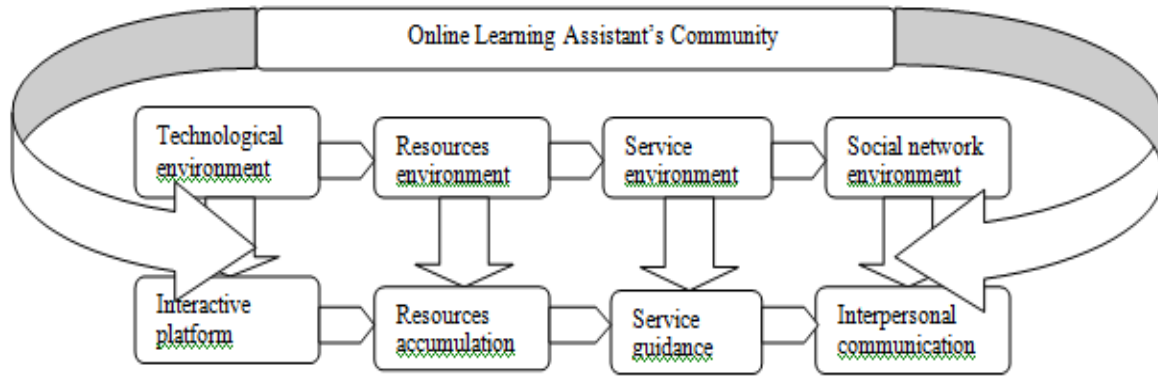 Online Learning Assistant's Community
Technological
environment
Resources
environment
Service
environment
Social network
environment
Interactive
platform
Resources
accumulation
Service
guidance
Interpersonal
communication